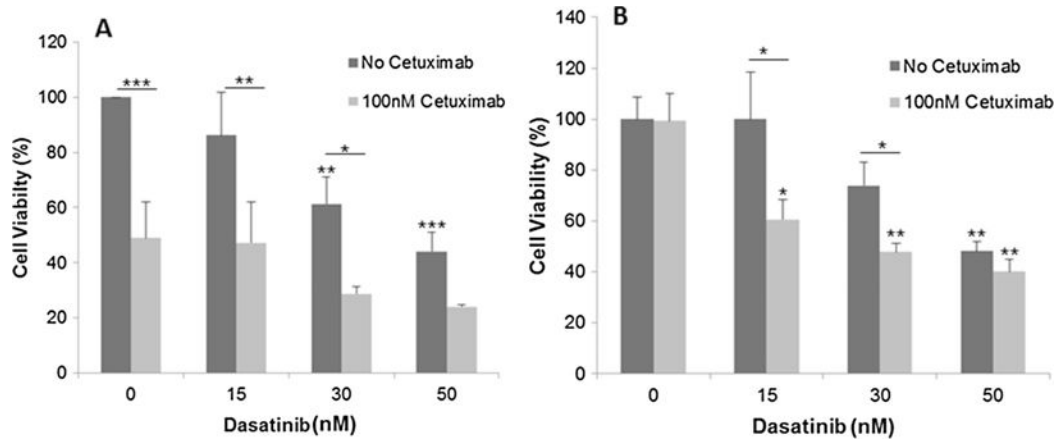 A
120
100
80
60
40
20
0
Cell Viabilty (%)
***
**
**
*
***
No Cetuximab
100nM Cetuximab
0 15 30 50
Dasatinib (nM)
B
140
120
100
80
60
40
20
0
Cell Viability (%)
*
*
*
**
**
**
No Cetuximab
100nM Cetuximab
0 15 30 50
Dasatinib (nM)